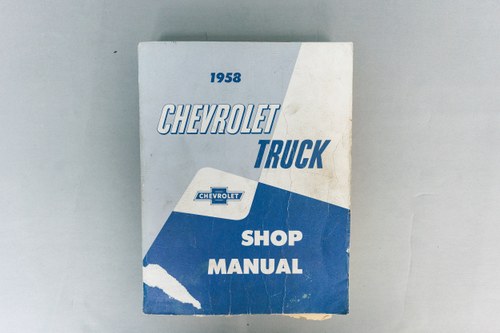 1958
CHEVROLET
TRUCK
CHEVROLET
SHOP
MANUAL